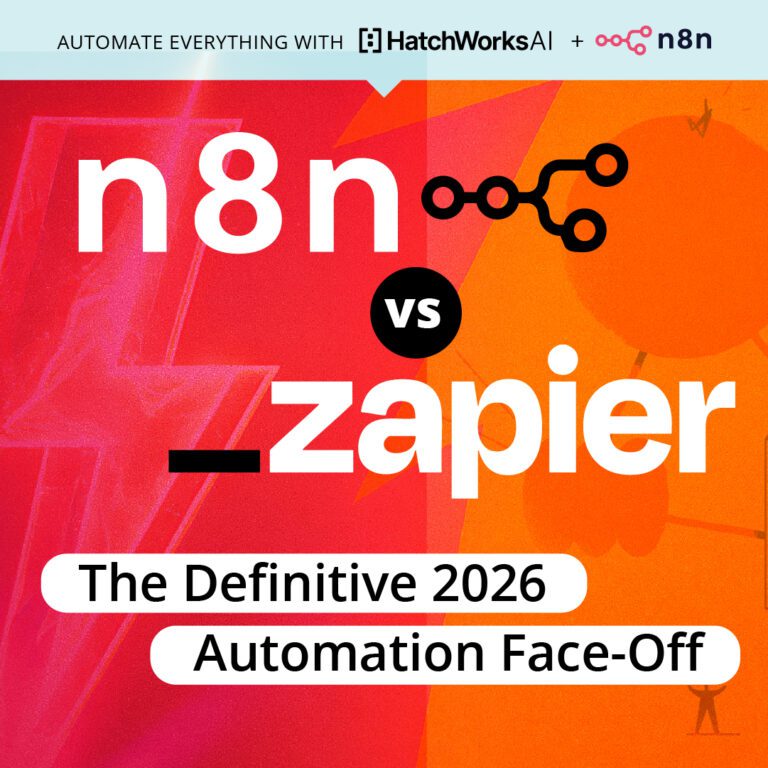 AUTOMATE EVERYTHING WITH HatchWorksAI + n8n
n8n
vs
_zapier
The Definitive 2026
Automation Face-Off